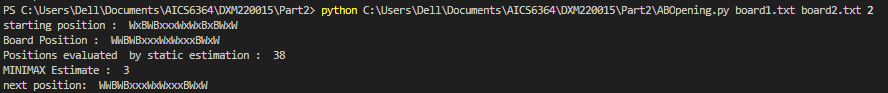 PS C:\Users\Dell\Documents\AICS6364\DXM220015\Part2> python C:\Users\Dell\Documents\AICS6364\DXM220015\Part2\ABOpening.py board1.txt board2.txt 2
starting position :  WxBWBxxxWxWxBxBWxW
Board Position :  WWBWBxxxWxWxxxBWxW
Positions evaluated  by static estimation :  38
MINIMAX Estimate :  3
next position:  WWBWBxxxWxWxxxBWxW